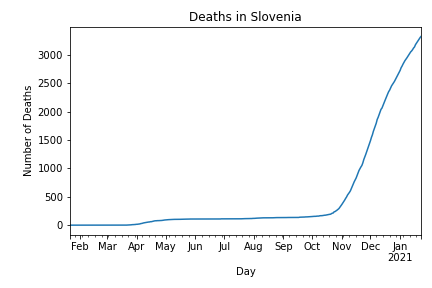 Deaths in Slovenia
Number of Deaths
3000
2500
2000
1500
1000
500
0
Feb Mar Apr May Jun Jul Aug Sep Oct Nov Dec Jan
2021
Day